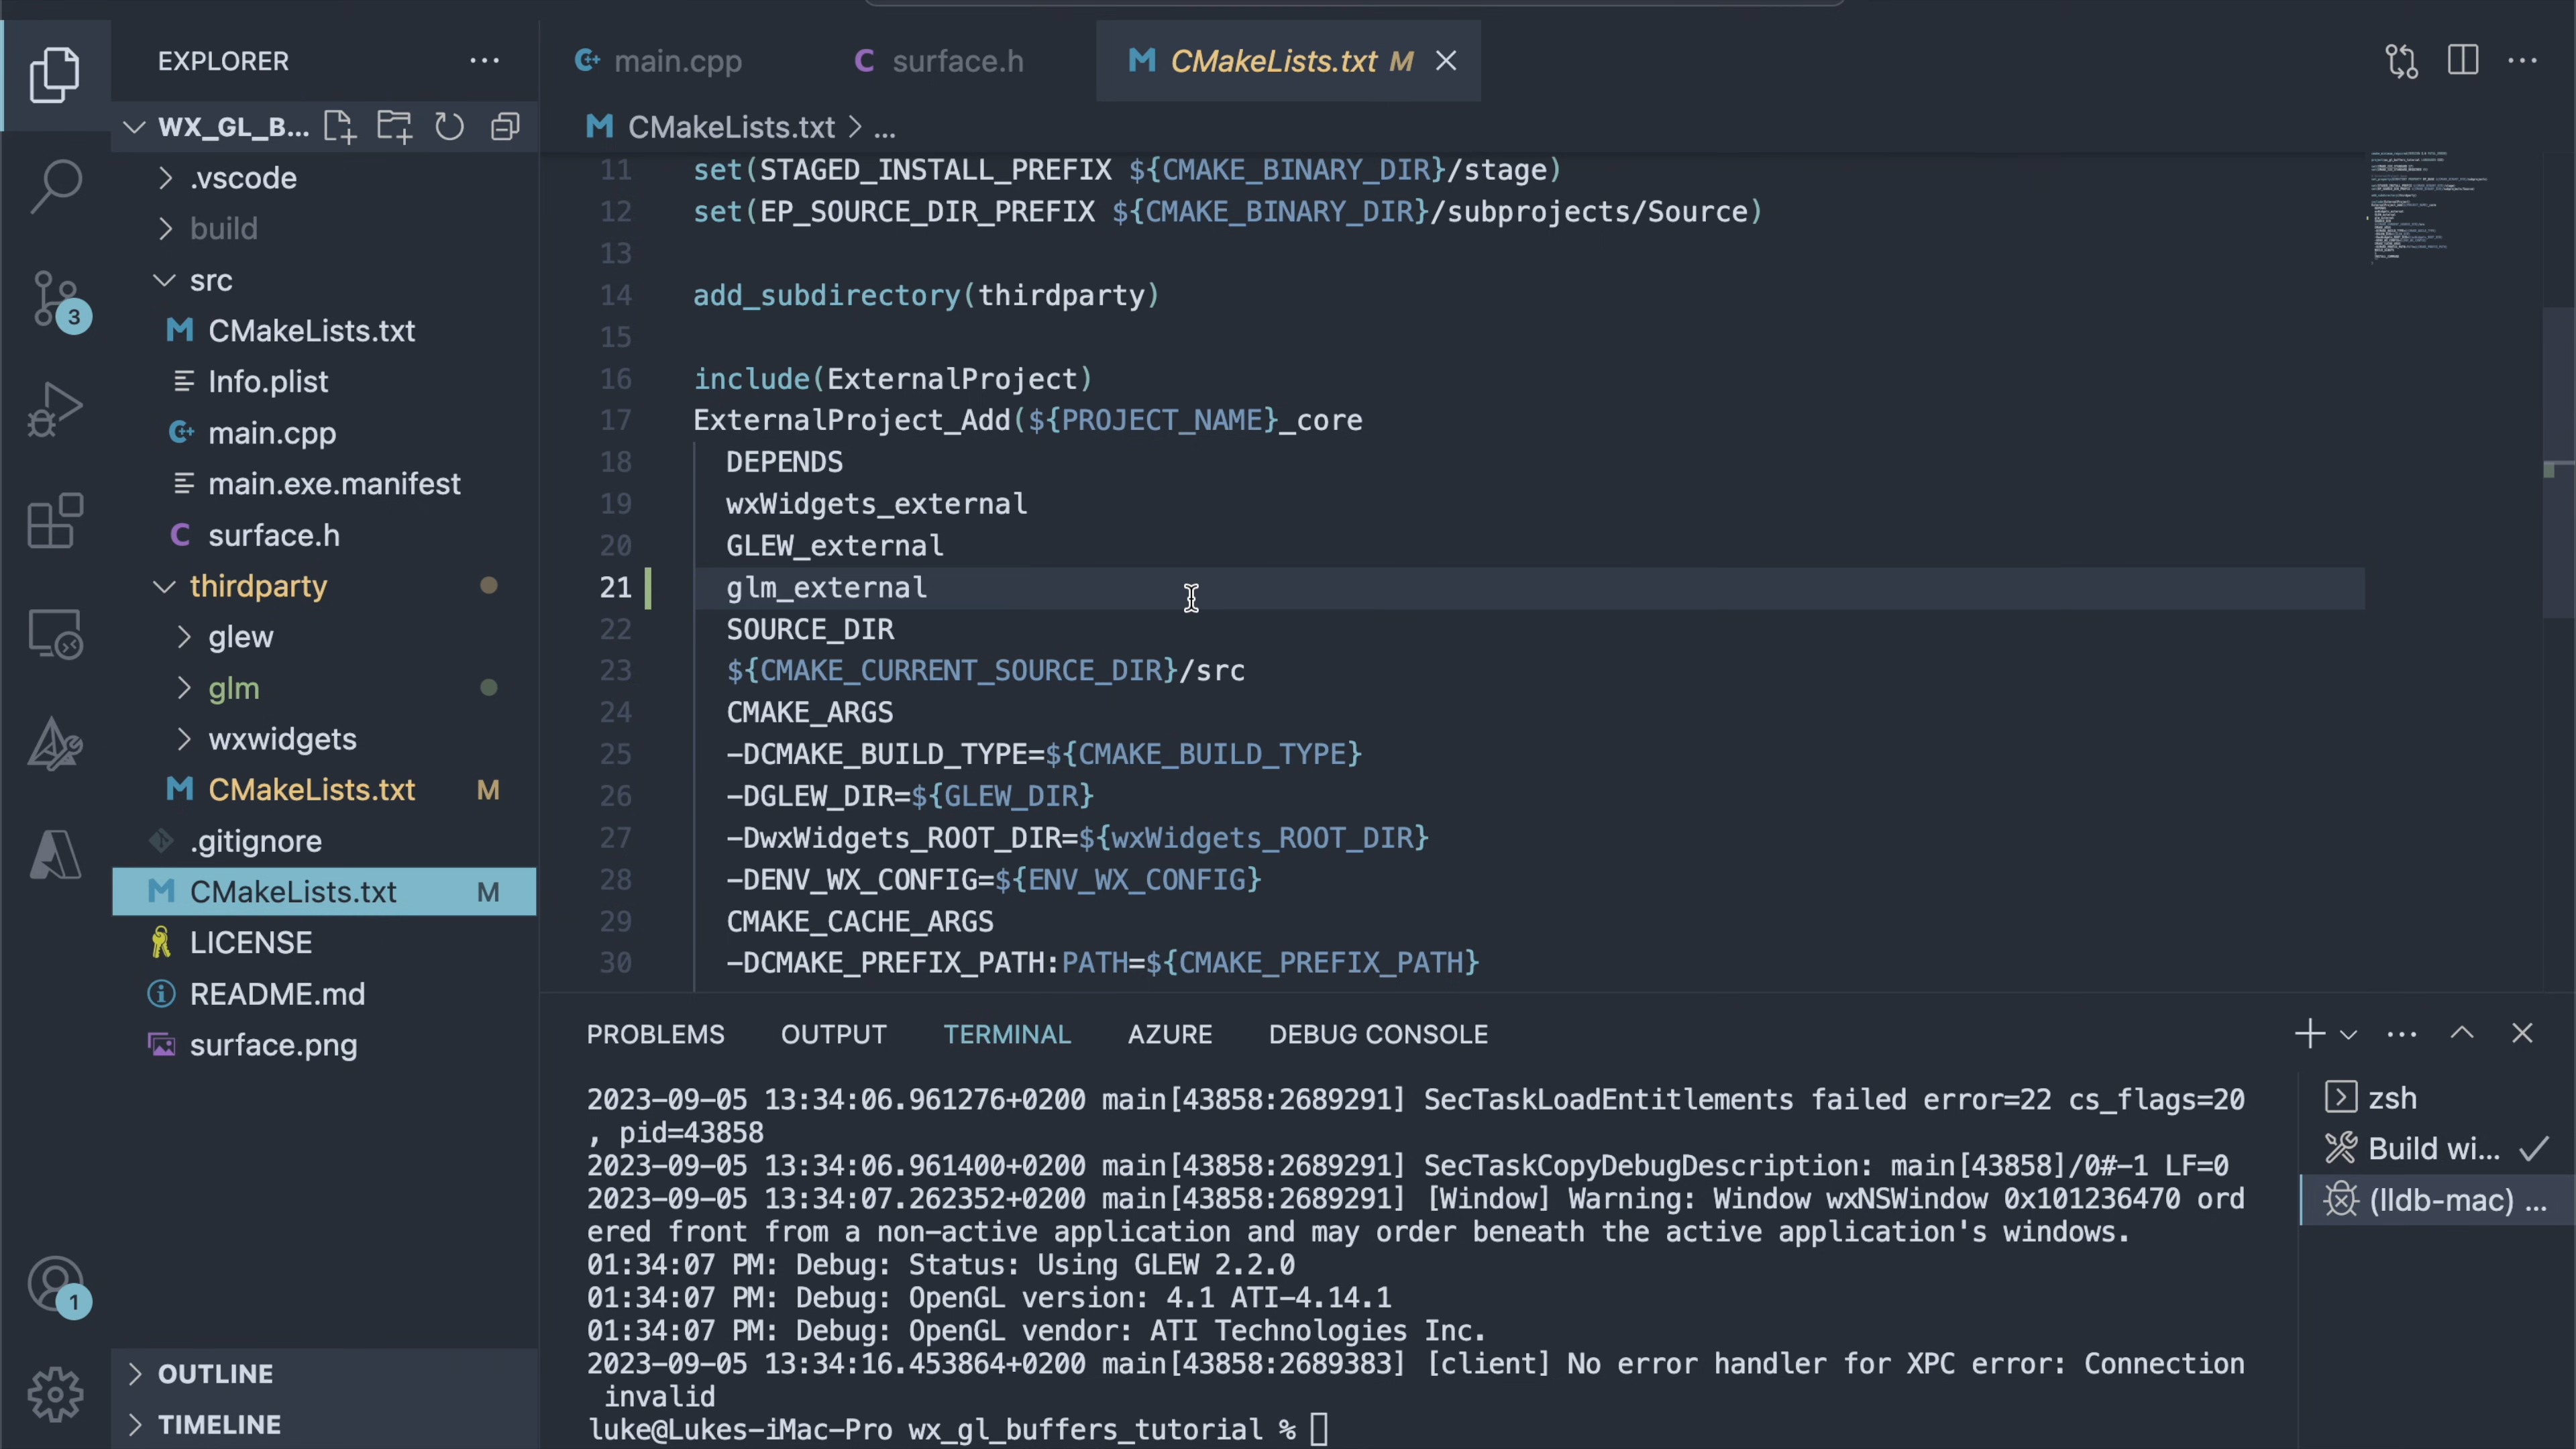 EXPLORER
WX_GL_B...
.vscode
build
src
M CMakeLists.txt
Info.plist
main.cpp
main.exe.manifest
C surface.h
thirdparty
glew
glm
wxwidgets
M CMakeLists.txt M
.gitignore
M CMakeLists.txt M
LICENSE
README.md
surface.png
OUTLINE
TIMELINE
3
1
main.cpp
C surface.h
M CMakeLists.txt M
M CMakeLists.txt > ...
11 set(STAGED_INSTALL_PREFIX ${CMAKE_BINARY_DIR}/stage)
12 set(EP_SOURCE_DIR_PREFIX ${CMAKE_BINARY_DIR}/subprojects/Source)
13
14 add_subdirectory(thirdparty)
15
16 include(ExternalProject)
17 ExternalProject_Add(${PROJECT_NAME}_core
18 DEPENDS
19 wxWidgets_external
20 GLEW_external
21 glm_external
22 SOURCE_DIR
23 ${CMAKE_CURRENT_SOURCE_DIR}/src
24 CMAKE_ARGS
25 -DCMAKE_BUILD_TYPE=${CMAKE_BUILD_TYPE}
26 -DGLEW_DIR=${GLEW_DIR}
27 -DwxWidgets_ROOT_DIR=${wxWidgets_ROOT_DIR}
28 -DENV_WX_CONFIG=${ENV_WX_CONFIG}
29 CMAKE_CACHE_ARGS
30 -DCMAKE_PREFIX_PATH:PATH=${CMAKE_PREFIX_PATH}
PROBLEMS OUTPUT TERMINAL AZURE DEBUG CONSOLE
2023-09-05 13:34:06.961276+0200 main[43858:2689291] SecTaskLoadEntitlements failed error=22 cs_flags=20
, pid=43858
2023-09-05 13:34:06.961400+0200 main[43858:2689291] SecTaskCopyDebugDescription: main[43858]/0#-1 LF=0
2023-09-05 13:34:07.262352+0200 main[43858:2689291] [Window] Warning: Window wxNSWindow 0x101236470 ord
ered front from a non-active application and may order beneath the active application's windows.
01:34:07 PM: Debug: Status: Using GLEW 2.2.0
01:34:07 PM: Debug: OpenGL version: 4.1 ATI-4.14.1
01:34:07 PM: Debug: OpenGL vendor: ATI Technologies Inc.
2023-09-05 13:34:16.453864+0200 main[43858:2689383] [client] No error handler for XPC error: Connection
invalid
luke@Lukes-iMac-Pro wx_gl_buffers_tutorial %
zsh
Build wi...
(lldb-mac) ...